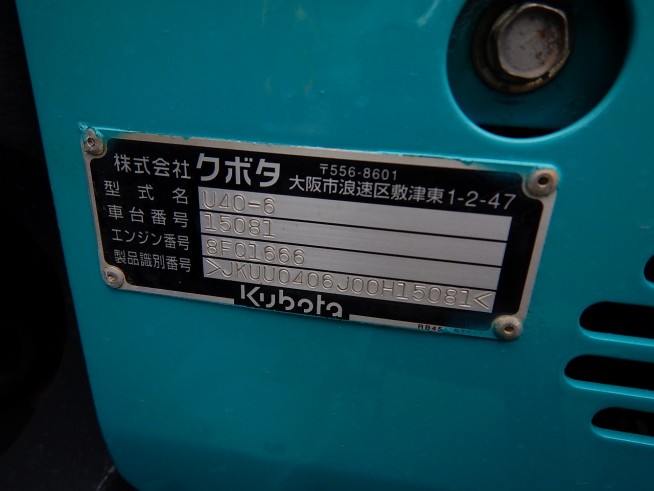 株式会社クボタ
〒556-8601
大阪市浪速区敷津東1-2-47
型式名 U40-6
車台番号 15081
エンジン番号 8FQ1666
製品識別番号 >JKUU0406J00H15081<
Kubota
RB45